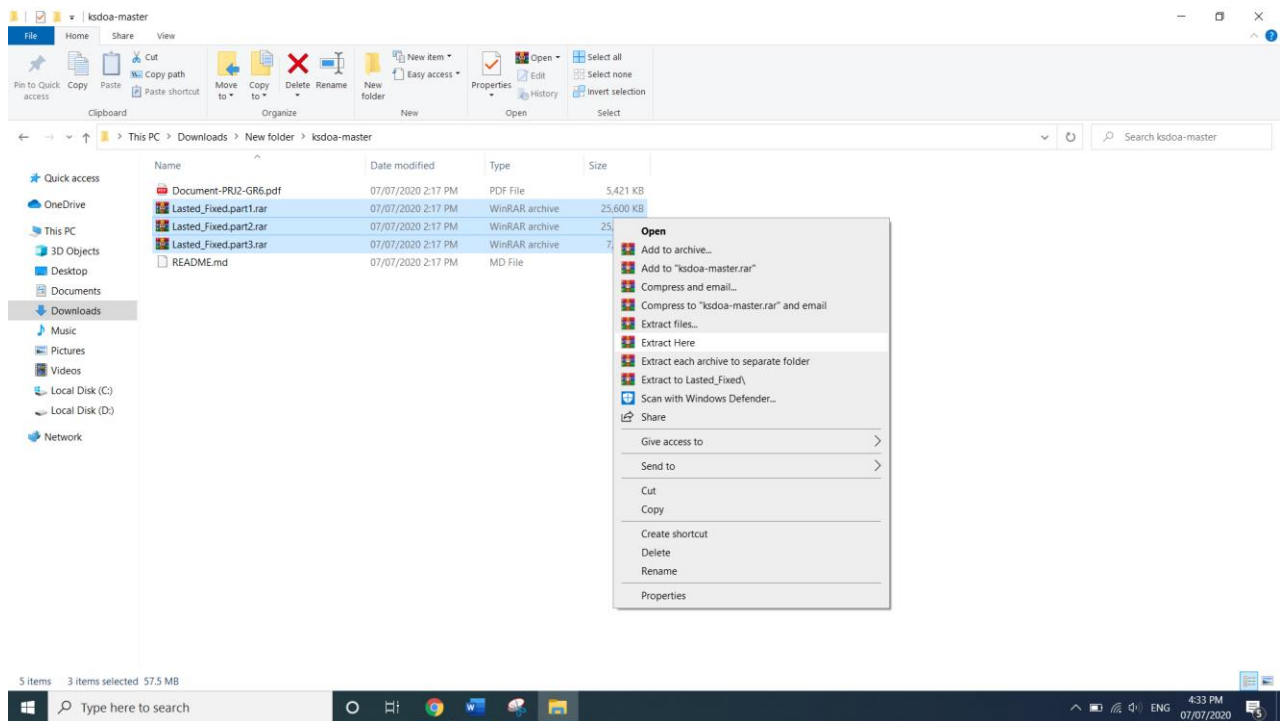 ksdoa-master
File Home Share View
Pin to Quick access
Copy
Paste
Cut
Copy path
Paste shortcut
Clipboard
Move to
Copy to
Delete
Rename
Organize
New folder
New item
Easy access
New
Properties
Open
Edit
History
Open
Select all
Select none
Invert selection
Select
This PC > Downloads > New folder > ksdoa-master
Search ksdoa-master
Quick access
OneDrive
This PC
3D Objects
Desktop
Documents
Downloads
Music
Pictures
Videos
Local Disk (C:)
Local Disk (D:)
Network
Name Date modified Type Size
Document-PRJ2-GR6.pdf 07/07/2020 2:17 PM PDF File 5,421 KB
Lasted_Fixed.part1.rar 07/07/2020 2:17 PM WinRAR archive 25,600 KB
Lasted_Fixed.part2.rar 07/07/2020 2:17 PM WinRAR archive 25,
Lasted_Fixed.part3.rar 07/07/2020 2:17 PM WinRAR archive 7,
README.md 07/07/2020 2:17 PM MD File
Open
Add to archive...
Add to "ksdoa-master.rar"
Compress and email...
Compress to "ksdoa-master.rar" and email
Extract files...
Extract Here
Extract each archive to separate folder
Extract to Lasted_Fixed\
Scan with Windows Defender...
Share
Give access to
Send to
Cut
Copy
Create shortcut
Delete
Rename
Properties
5 items 3 items selected 57.5 MB
Type here to search
ENG
4:33 PM
07/07/2020